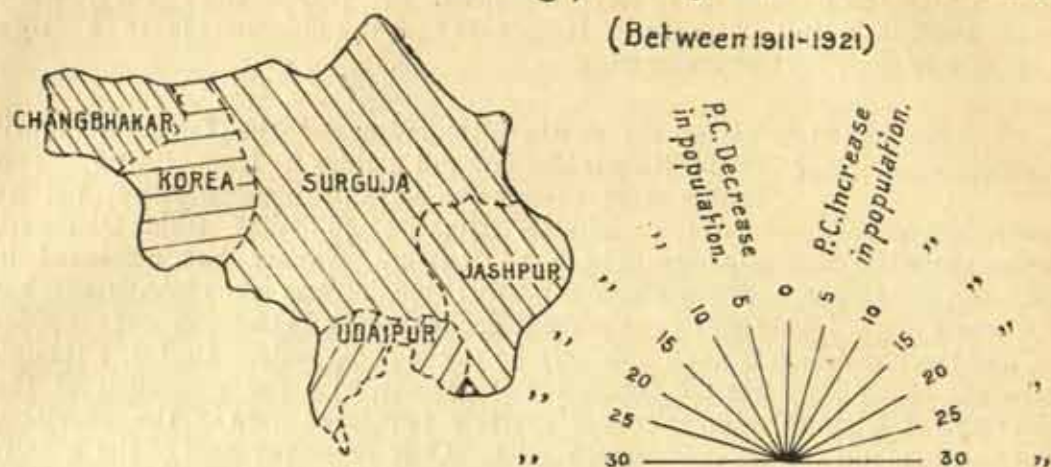 (Between 1911-1921)
CHANGBHAKAR
KOREA
SURGUJA
JASHPUR
UDAIPUR
P.C. Decrease
in population.
P.C. Increase
in population.
30
25
20
15
10
5
0
5
10
15
20
25
30